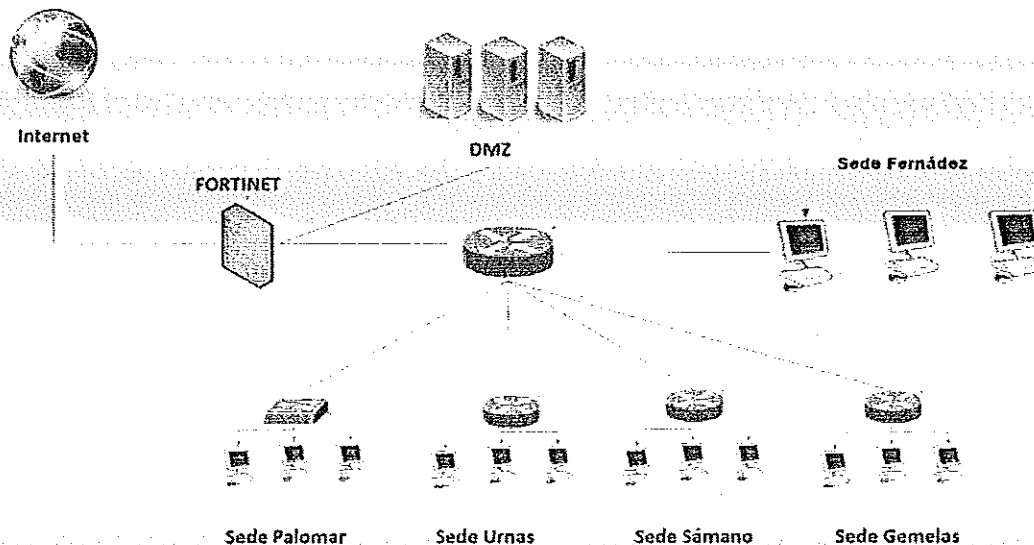 Internet
DMZ
Sede Fernádez
FORTINET
Sede Palomar
Sede Urnas
Sede Sámano
Sede Gemelas